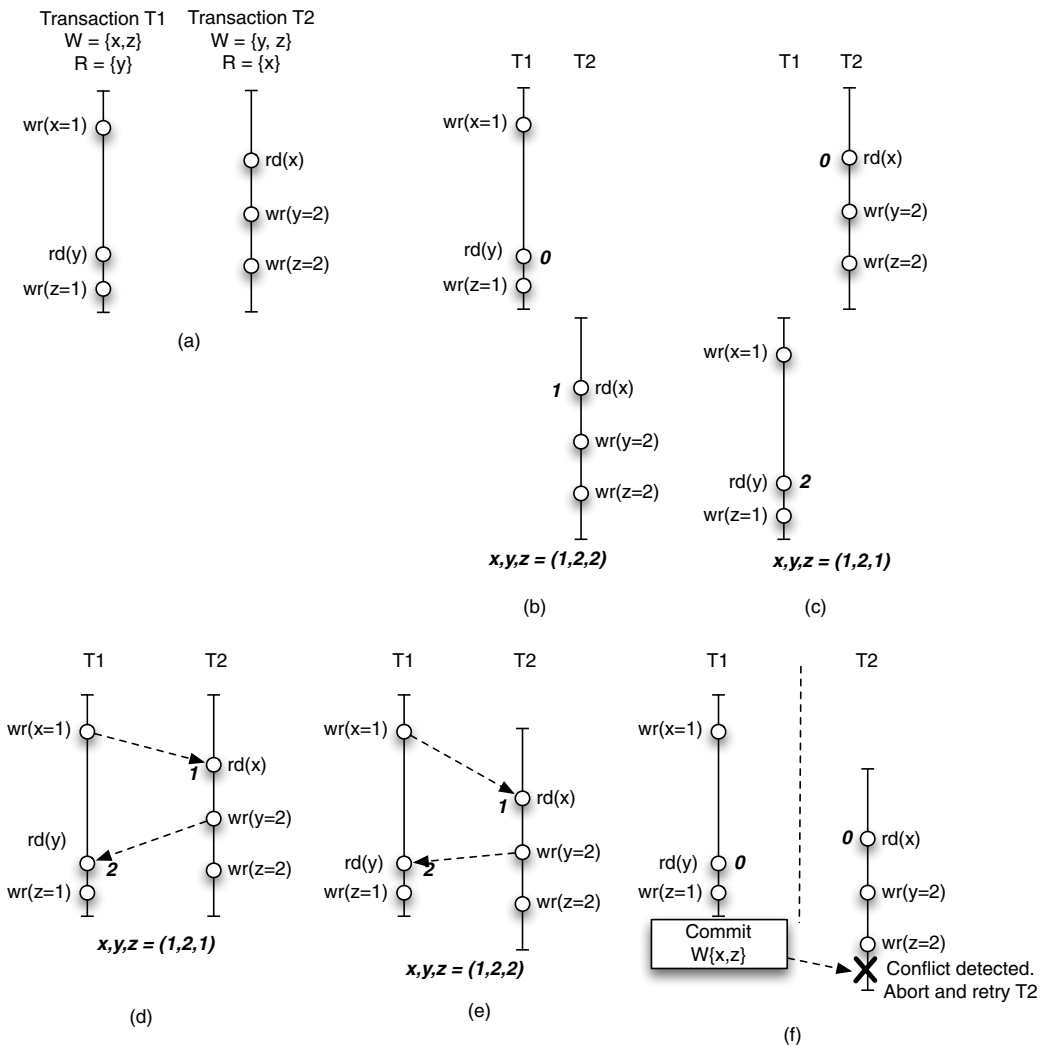 Transaction T1
W = {x,z}
R = {y}
Transaction T2
W = {y, z}
R = {x}
wr(x=1)
rd(x)
wr(y=2)
rd(y)
wr(z=2)
wr(z=1)
(a)
T1
T2
wr(x=1)
rd(y)
0
wr(z=1)
1
rd(x)
wr(y=2)
wr(z=2)
x,y,z = (1,2,2)
(b)
T1
T2
0
rd(x)
wr(y=2)
wr(z=2)
wr(x=1)
rd(y)
2
wr(z=1)
x,y,z = (1,2,1)
(c)
T1
T2
wr(x=1)
1
rd(x)
wr(y=2)
rd(y)
2
wr(z=2)
wr(z=1)
x,y,z = (1,2,1)
(d)
T1
T2
wr(x=1)
1
rd(x)
wr(y=2)
rd(y)
2
wr(z=1)
wr(z=2)
x,y,z = (1,2,2)
(e)
T1
T2
wr(x=1)
0
rd(x)
rd(y)
0
wr(z=1)
wr(y=2)
Commit
W{x,z}
wr(z=2)
Conflict detected.
Abort and retry T2
(f)